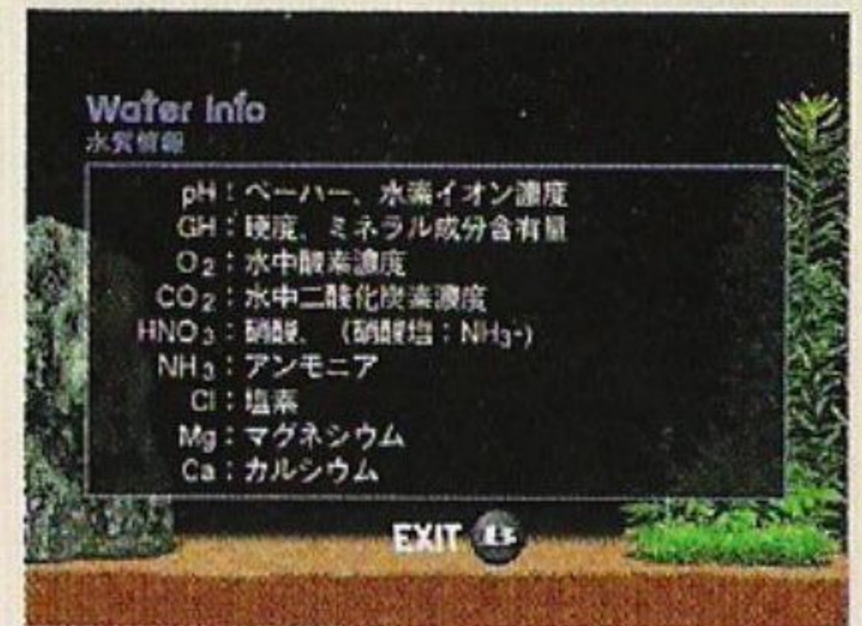 Water Info
水質情報
pH：ペーハー、水素イオン濃度
GH：硬度、ミネラル成分含有量
O₂：水中酸素濃度
CO₂：水中二酸化炭素濃度
HNO₃：硝酸、（硝酸塩：NH₃-）
NH₃：アンモニア
Cl：塩素
Mg：マグネシウム
Ca：カルシウム
EXIT B